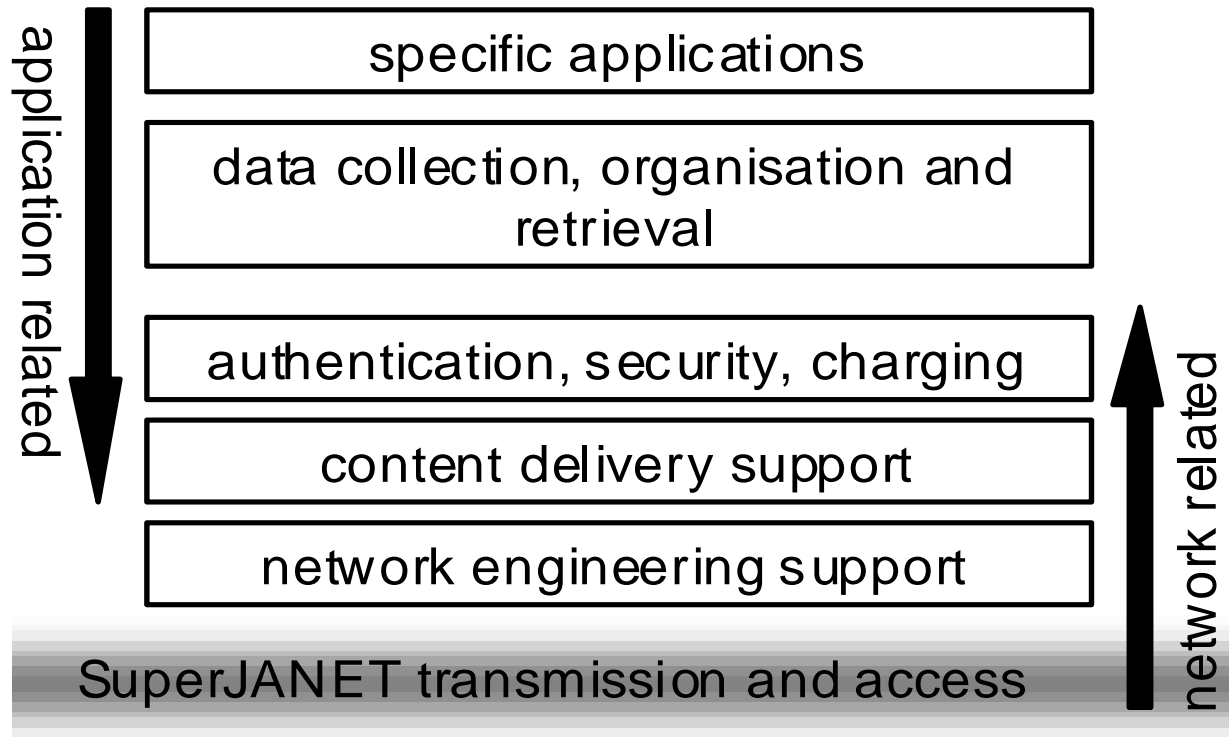 application related
specific applications
data collection, organisation and
retrieval
authentication, security, charging
content delivery support
network engineering support
SuperJANET transmission and access
network related